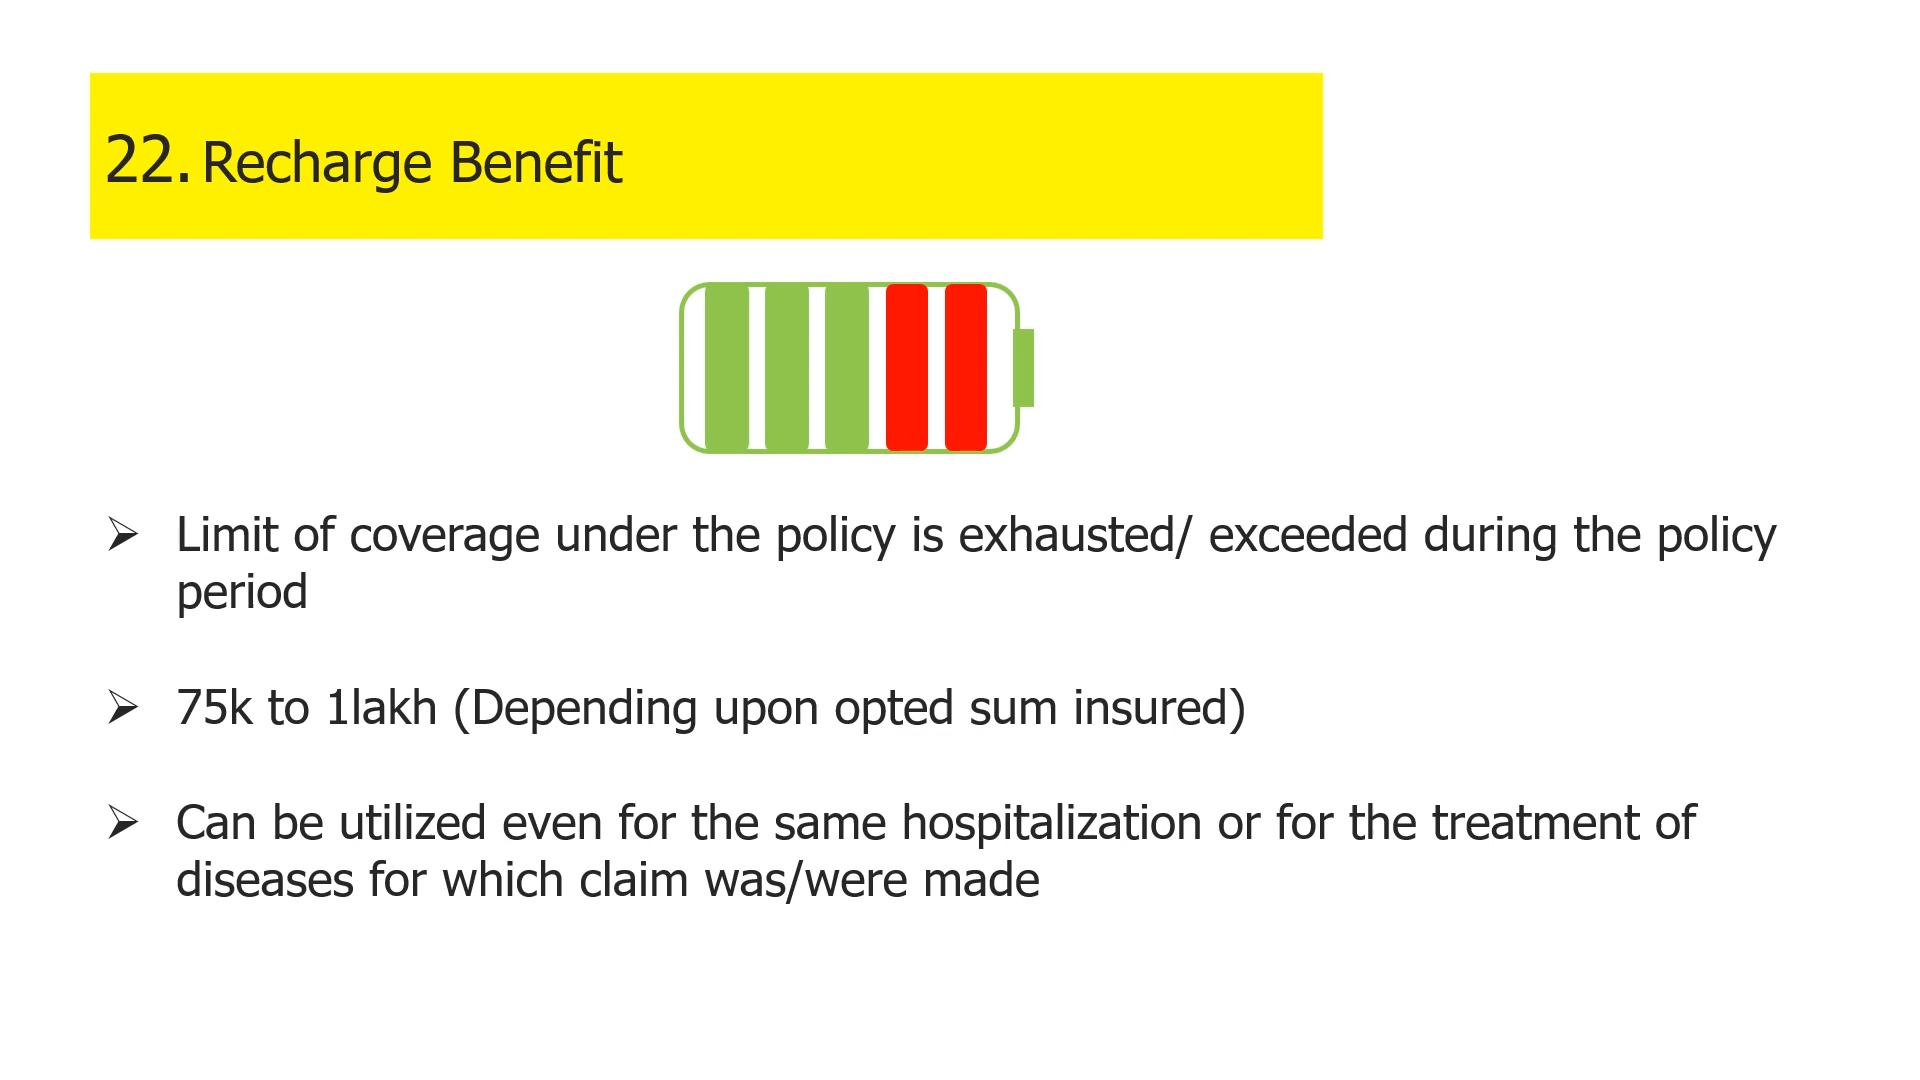 22. Recharge Benefit
Limit of coverage under the policy is exhausted/ exceeded during the policy
period
75k to 1lakh (Depending upon opted sum insured)
Can be utilized even for the same hospitalization or for the treatment of
diseases for which claim was/were made